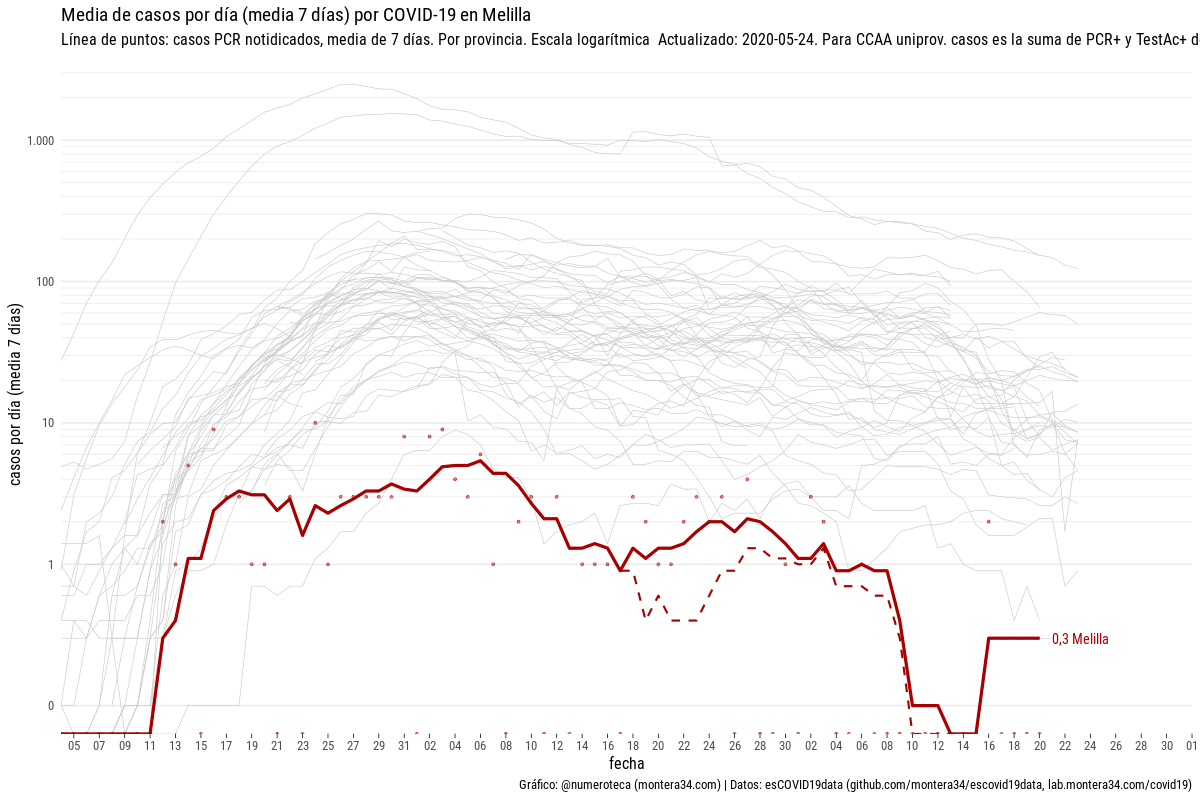 Media de casos por día (media 7 días) por COVID-19 en Melilla
Línea de puntos: casos PCR notidicados, media de 7 días. Por provincia. Escala logarítmica  Actualizado: 2020-05-24. Para CCAA uniprov. casos es la suma de PCR+ y TestAc+ d
casos por día (media 7 días)
1.000
100
10
1
0
0,3 Melilla
05 07 09 11 13 15 17 19 21 23 25 27 29 31 02 04 06 08 10 12 14 16 18 20 22 24 26 28 30 02 04 06 08 10 12 14 16 18 20 22 24 26 28 30 01
fecha
Gráfico: @numeroteca (montera34.com) | Datos: esCOVID19data (github.com/montera34/escovid19data, lab.montera34.com/covid19)